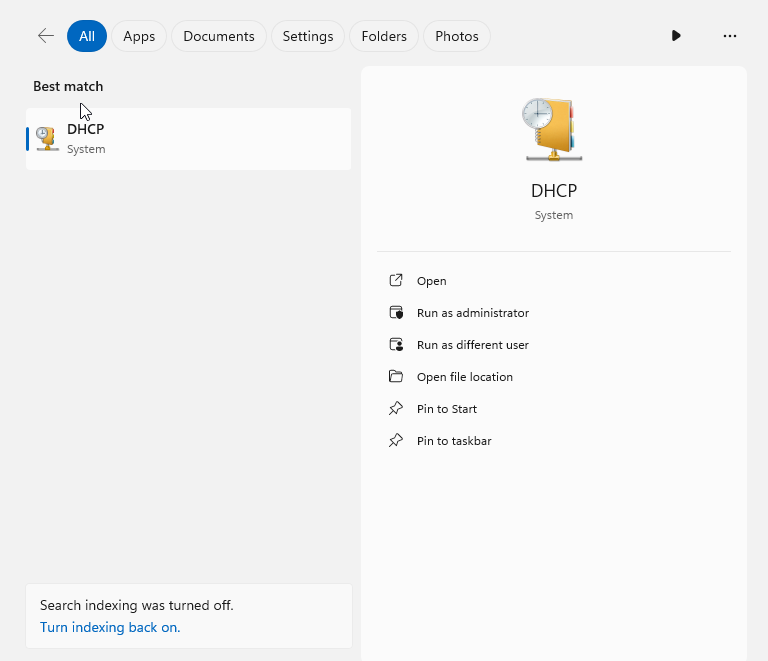 All
Apps
Documents
Settings
Folders
Photos
Best match
DHCP
System
DHCP
System
Open
Run as administrator
Run as different user
Open file location
Pin to Start
Pin to taskbar
Search indexing was turned off.
Turn indexing back on.